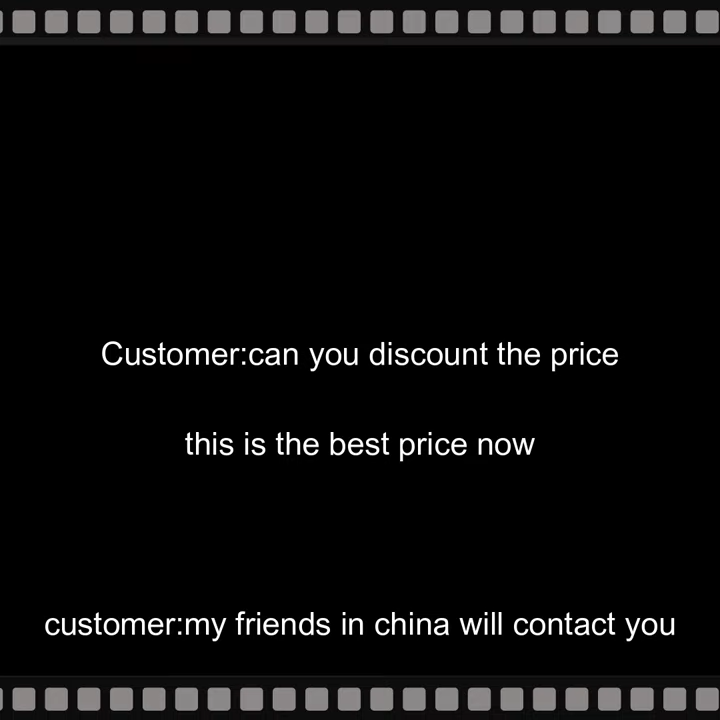 Customer:can you discount the price
this is the best price now
customer:my friends in china will contact you